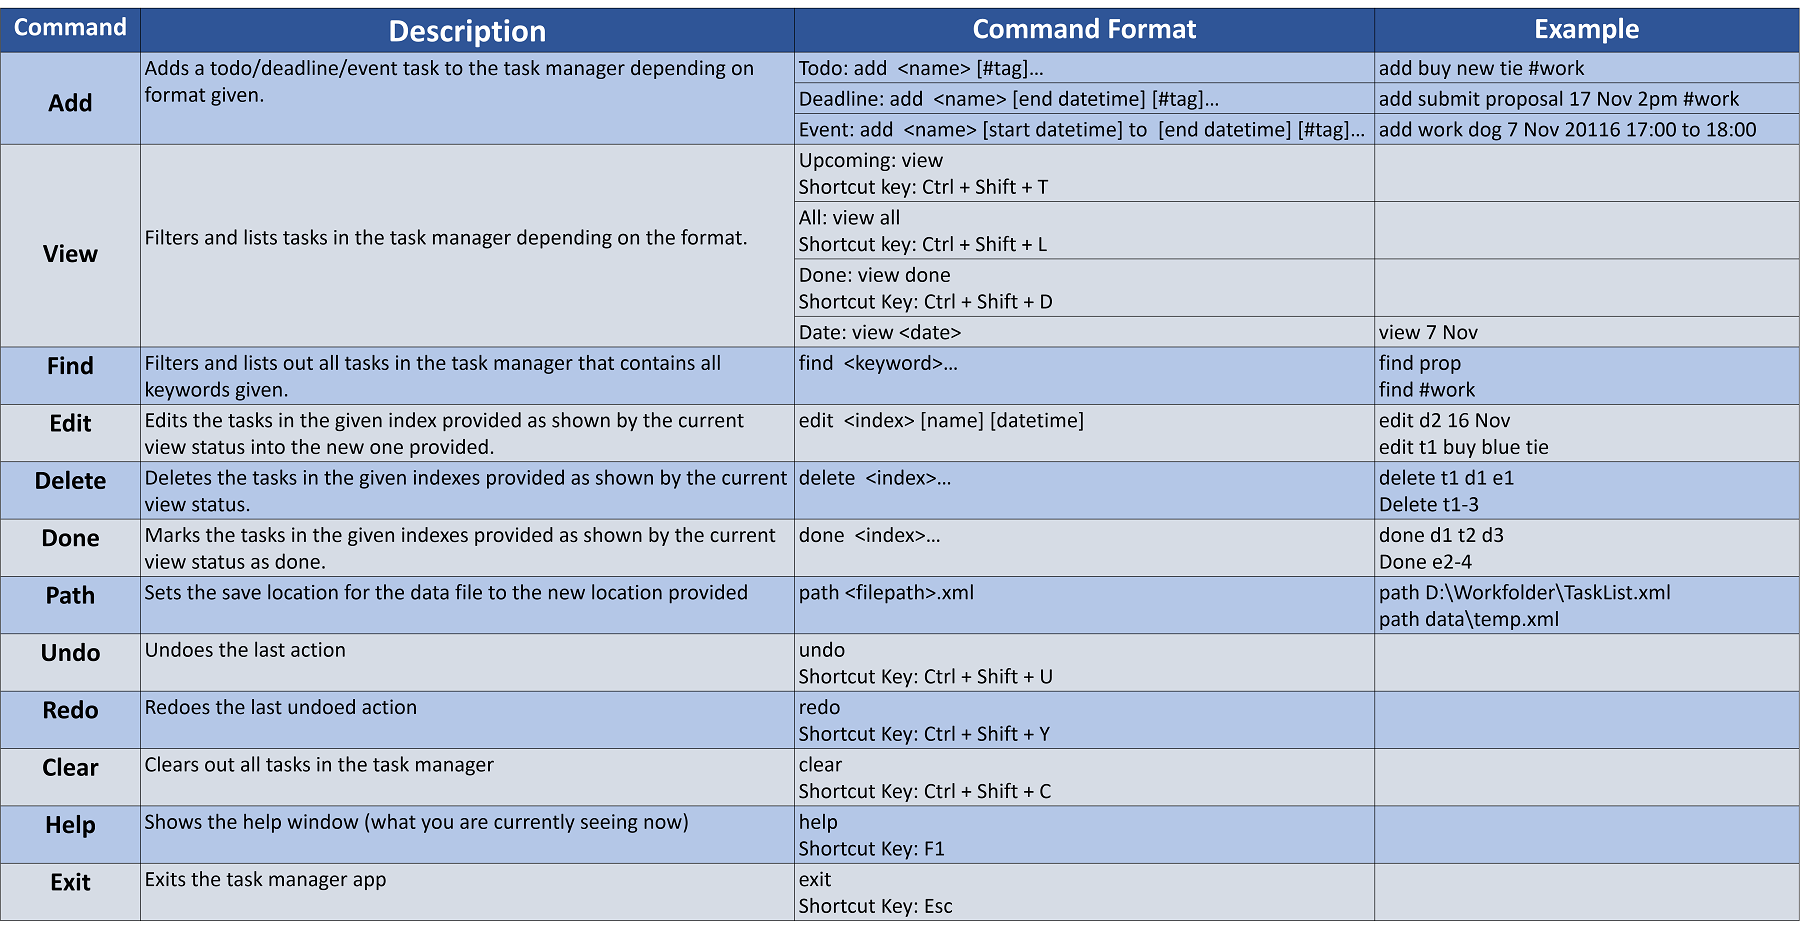 Command Description Command Format Example
Add
Adds a todo/deadline/event task to the task manager depending on
format given.
Todo: add <name> [#tag]... add buy new tie #work
Deadline: add <name> [end datetime] [#tag]... add submit proposal 17 Nov 2pm #work
Event: add <name> [start datetime] to [end datetime] [#tag]... add work dog 7 Nov 20116 17:00 to 18:00
View
Filters and lists tasks in the task manager depending on the format.
Upcoming: view
Shortcut key: Ctrl + Shift + T
All: view all
Shortcut key: Ctrl + Shift + L
Done: view done
Shortcut Key: Ctrl + Shift + D
Date: view <date> view 7 Nov
Find
Filters and lists out all tasks in the task manager that contains all
keywords given.
find <keyword>...
find prop
find #work
Edit
Edits the tasks in the given index provided as shown by the current
view status into the new one provided.
edit <index> [name] [datetime]
edit d2 16 Nov
edit t1 buy blue tie
Delete
Deletes the tasks in the given indexes provided as shown by the current
view status.
delete <index>...
delete t1 d1 e1
Delete t1-3
Done
Marks the tasks in the given indexes provided as shown by the current
view status as done.
done <index>...
done d1 t2 d3
Done e2-4
Path
Sets the save location for the data file to the new location provided
path <filepath>.xml
path D:\Workfolder\TaskList.xml
path data\temp.xml
Undo
Undoes the last action
undo
Shortcut Key: Ctrl + Shift + U
Redo
Redoes the last undoed action
redo
Shortcut Key: Ctrl + Shift + Y
Clear
Clears out all tasks in the task manager
clear
Shortcut Key: Ctrl + Shift + C
Help
Shows the help window (what you are currently seeing now)
help
Shortcut Key: F1
Exit
Exits the task manager app
exit
Shortcut Key: Esc